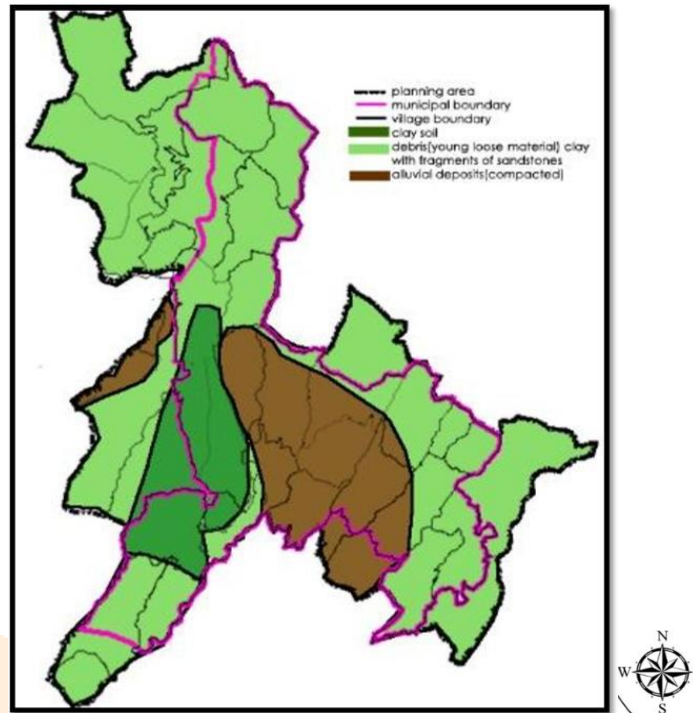 planning area
municipal boundary
village boundary
clay soil
debris(young loose material) clay
with fragments of sandstones
alluvial deposits(compacted)
N
W
S